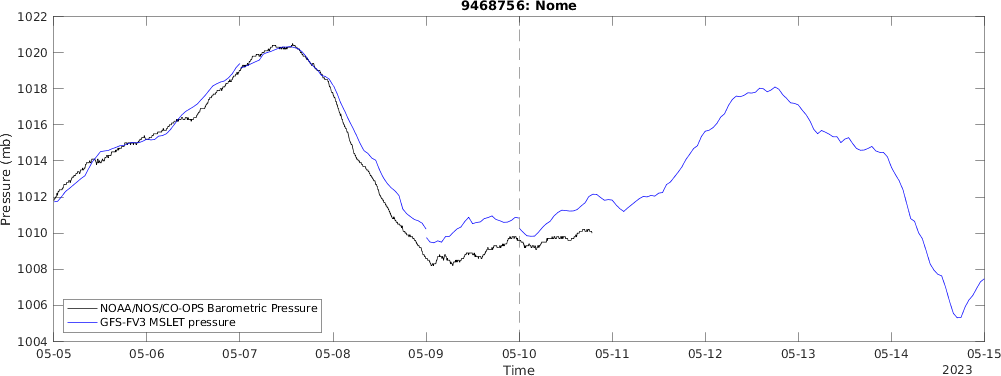 9468756: Nome
1022
1020
1018
1016
1014
1012
1010
1008
1006
1004
Pressure (mb)
NOAA/NOS/CO-OPS Barometric Pressure
GFS-FV3 MSLET pressure
05-05 05-06 05-07 05-08 05-09 05-10 05-11 05-12 05-13 05-14 05-15
Time
2023